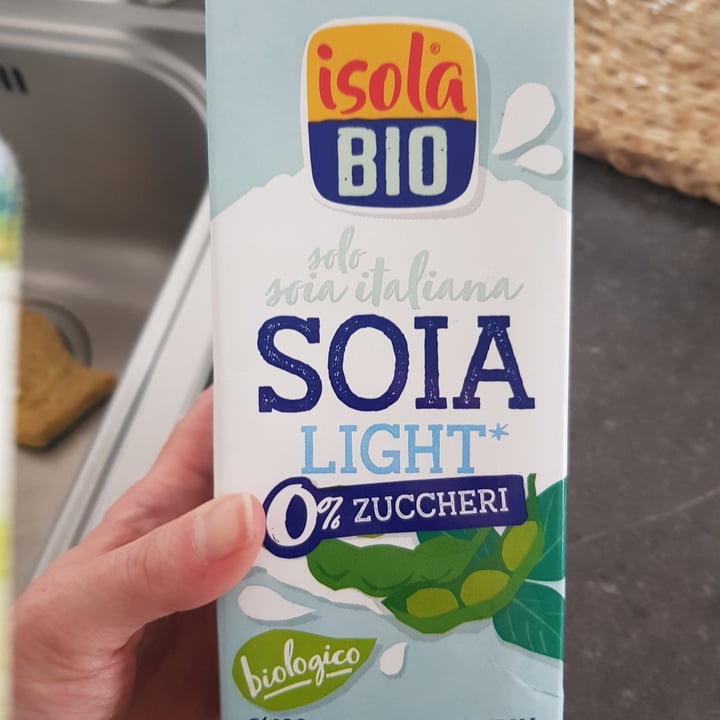 isola®
BIO
solo
soia italiana
SOIA
LIGHT*
0% ZUCCHERI
biologico